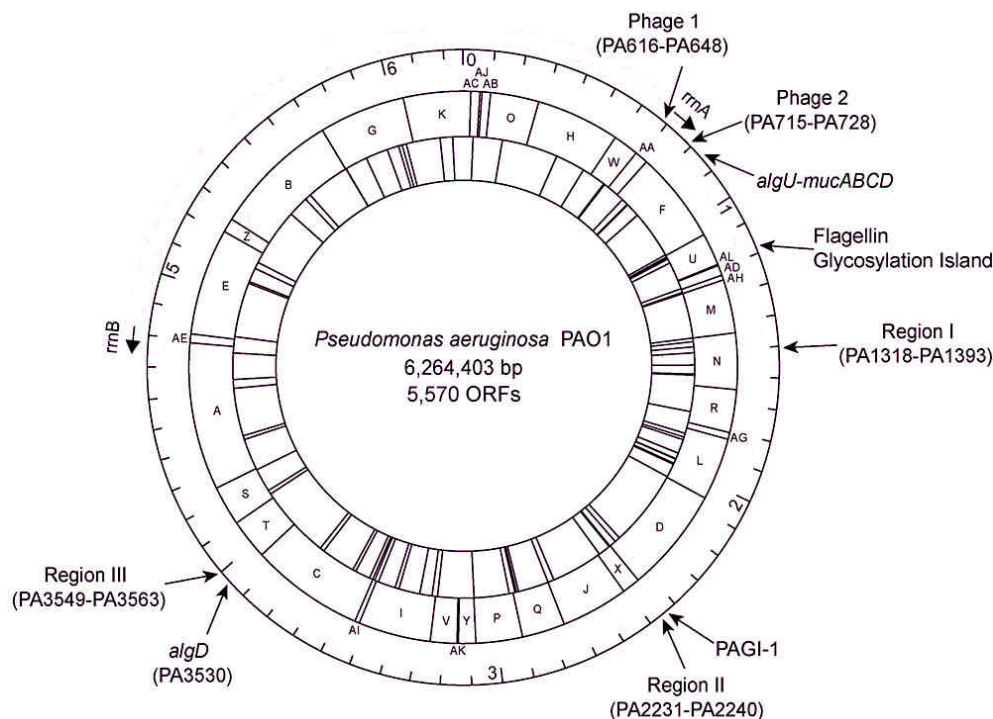 Phage 1
(PA616-PA648)
rrnA
Phage 2
(PA715-PA728)
algU-mucABCD
Flagellin
Glycosylation Island
Region I
(PA1318-PA1393)
PAGI-1
Region II
(PA2231-PA2240)
algD
(PA3530)
Region III
(PA3549-PA3563)
rrnB
0
1
2
3
5
6
AJ
AC
AB
O
H
W
AA
F
U
AL
AD
AH
M
N
R
AG
L
D
X
J
Q
P
Y
AK
V
I
AI
C
T
S
A
AE
E
Z
B
G
K
Pseudomonas aeruginosa PAO1
6,264,403 bp
5,570 ORFs